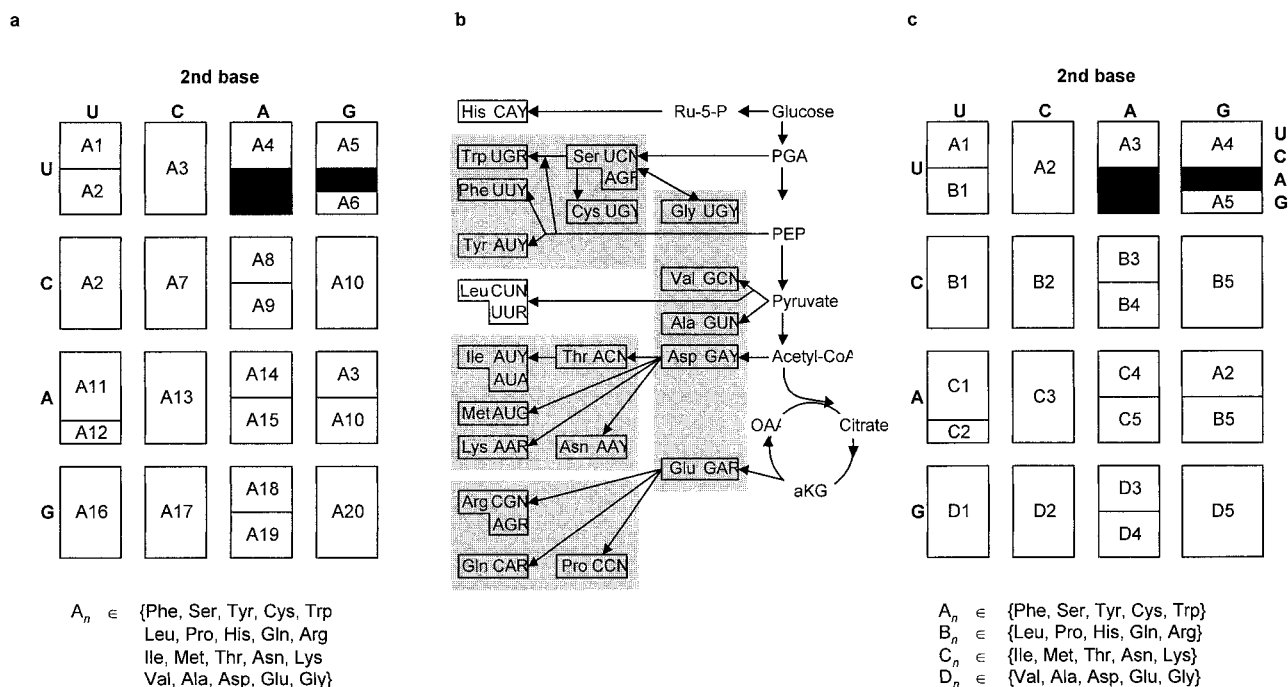 a
2nd base
U C A G
U
A1
A2
A3
A4
A5
A6
C
A2
A7
A8
A9
A10
A
A11
A12
A13
A14
A15
A3
A10
G
A16
A17
A18
A19
A20
An ∈ {Phe, Ser, Tyr, Cys, Trp
Leu, Pro, His, Gln, Arg
Ile, Met, Thr, Asn, Lys
Val, Ala, Asp, Glu, Gly}
b
His CAY
Ru-5-P
Glucose
Trp UGR
Ser UCN
AGR
PGA
Phe UUY
Cys UGY
Gly UGY
Tyr AUY
PEP
Val GCN
Leu CUN
UUR
Pyruvate
Ala GUN
Ile AUY
AUA
Thr ACN
Asp GAY
Acetyl-CoA
Met AUG
Lys AAR
Asn AAY
OAA
Citrate
Glu GAR
aKG
Arg CGN
AGR
Gln CAR
Pro CCN
c
2nd base
U C A G
U
A1
B1
A2
A3
A4
A5
U
C
A
G
C
B1
B2
B3
B4
B5
A
C1
C2
C3
C4
C5
A2
B5
G
D1
D2
D3
D4
D5
An ∈ {Phe, Ser, Tyr, Cys, Trp}
Bn ∈ {Leu, Pro, His, Gln, Arg}
Cn ∈ {Ile, Met, Thr, Asn, Lys}
Dn ∈ {Val, Ala, Asp, Glu, Gly}